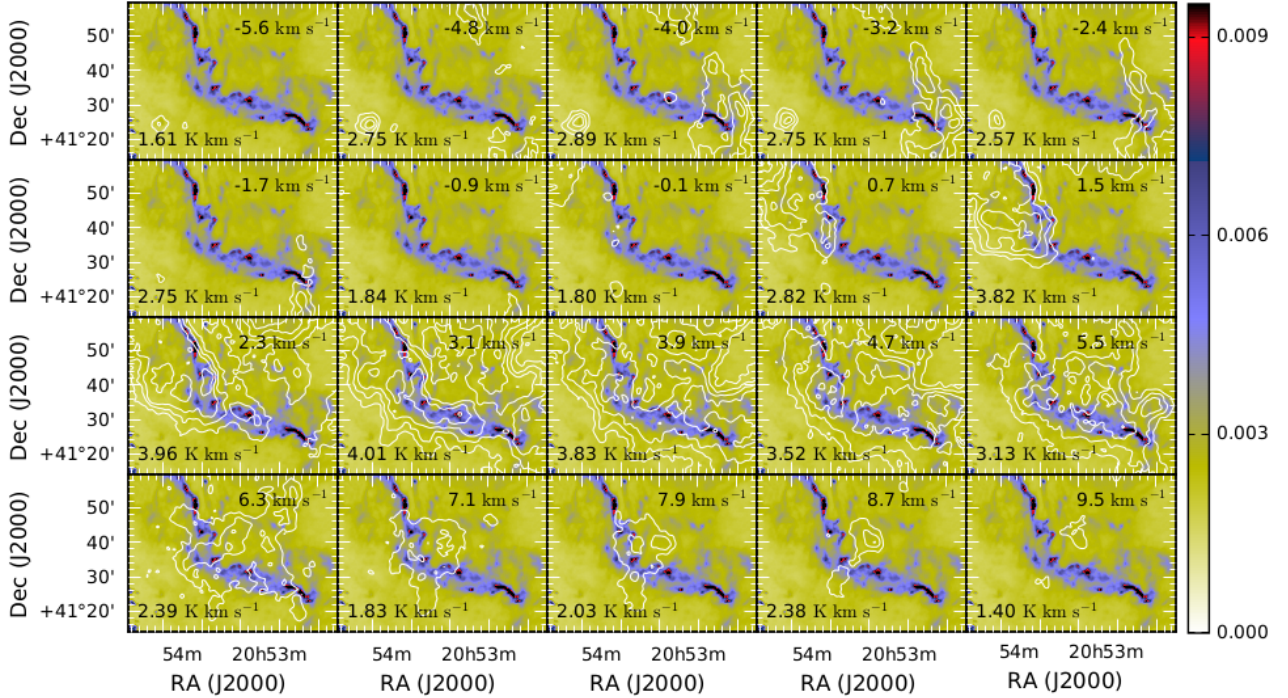 -5.6 km s⁻¹ -4.8 km s⁻¹ -4.0 km s⁻¹ -3.2 km s⁻¹ -2.4 km s⁻¹
50'
40'
30'
+41°20'
Dec (J2000)
1.61 K km s⁻¹ 2.75 K km s⁻¹ 2.89 K km s⁻¹ 2.75 K km s⁻¹ 2.57 K km s⁻¹
-1.7 km s⁻¹ -0.9 km s⁻¹ -0.1 km s⁻¹ 0.7 km s⁻¹ 1.5 km s⁻¹
50'
40'
30'
+41°20'
Dec (J2000)
2.75 K km s⁻¹ 1.84 K km s⁻¹ 1.80 K km s⁻¹ 2.82 K km s⁻¹ 3.82 K km s⁻¹
2.3 km s⁻¹ 3.1 km s⁻¹ 3.9 km s⁻¹ 4.7 km s⁻¹ 5.5 km s⁻¹
50'
40'
30'
+41°20'
Dec (J2000)
3.96 K km s⁻¹ 4.01 K km s⁻¹ 3.83 K km s⁻¹ 3.52 K km s⁻¹ 3.13 K km s⁻¹
6.3 km s⁻¹ 7.1 km s⁻¹ 7.9 km s⁻¹ 8.7 km s⁻¹ 9.5 km s⁻¹
50'
40'
30'
+41°20'
Dec (J2000)
2.39 K km s⁻¹ 1.83 K km s⁻¹ 2.03 K km s⁻¹ 2.38 K km s⁻¹ 1.40 K km s⁻¹
54m 20h53m 54m 20h53m 54m 20h53m 54m 20h53m 54m 20h53m
RA (J2000) RA (J2000) RA (J2000) RA (J2000) RA (J2000)
0.009
0.006
0.003
0.000